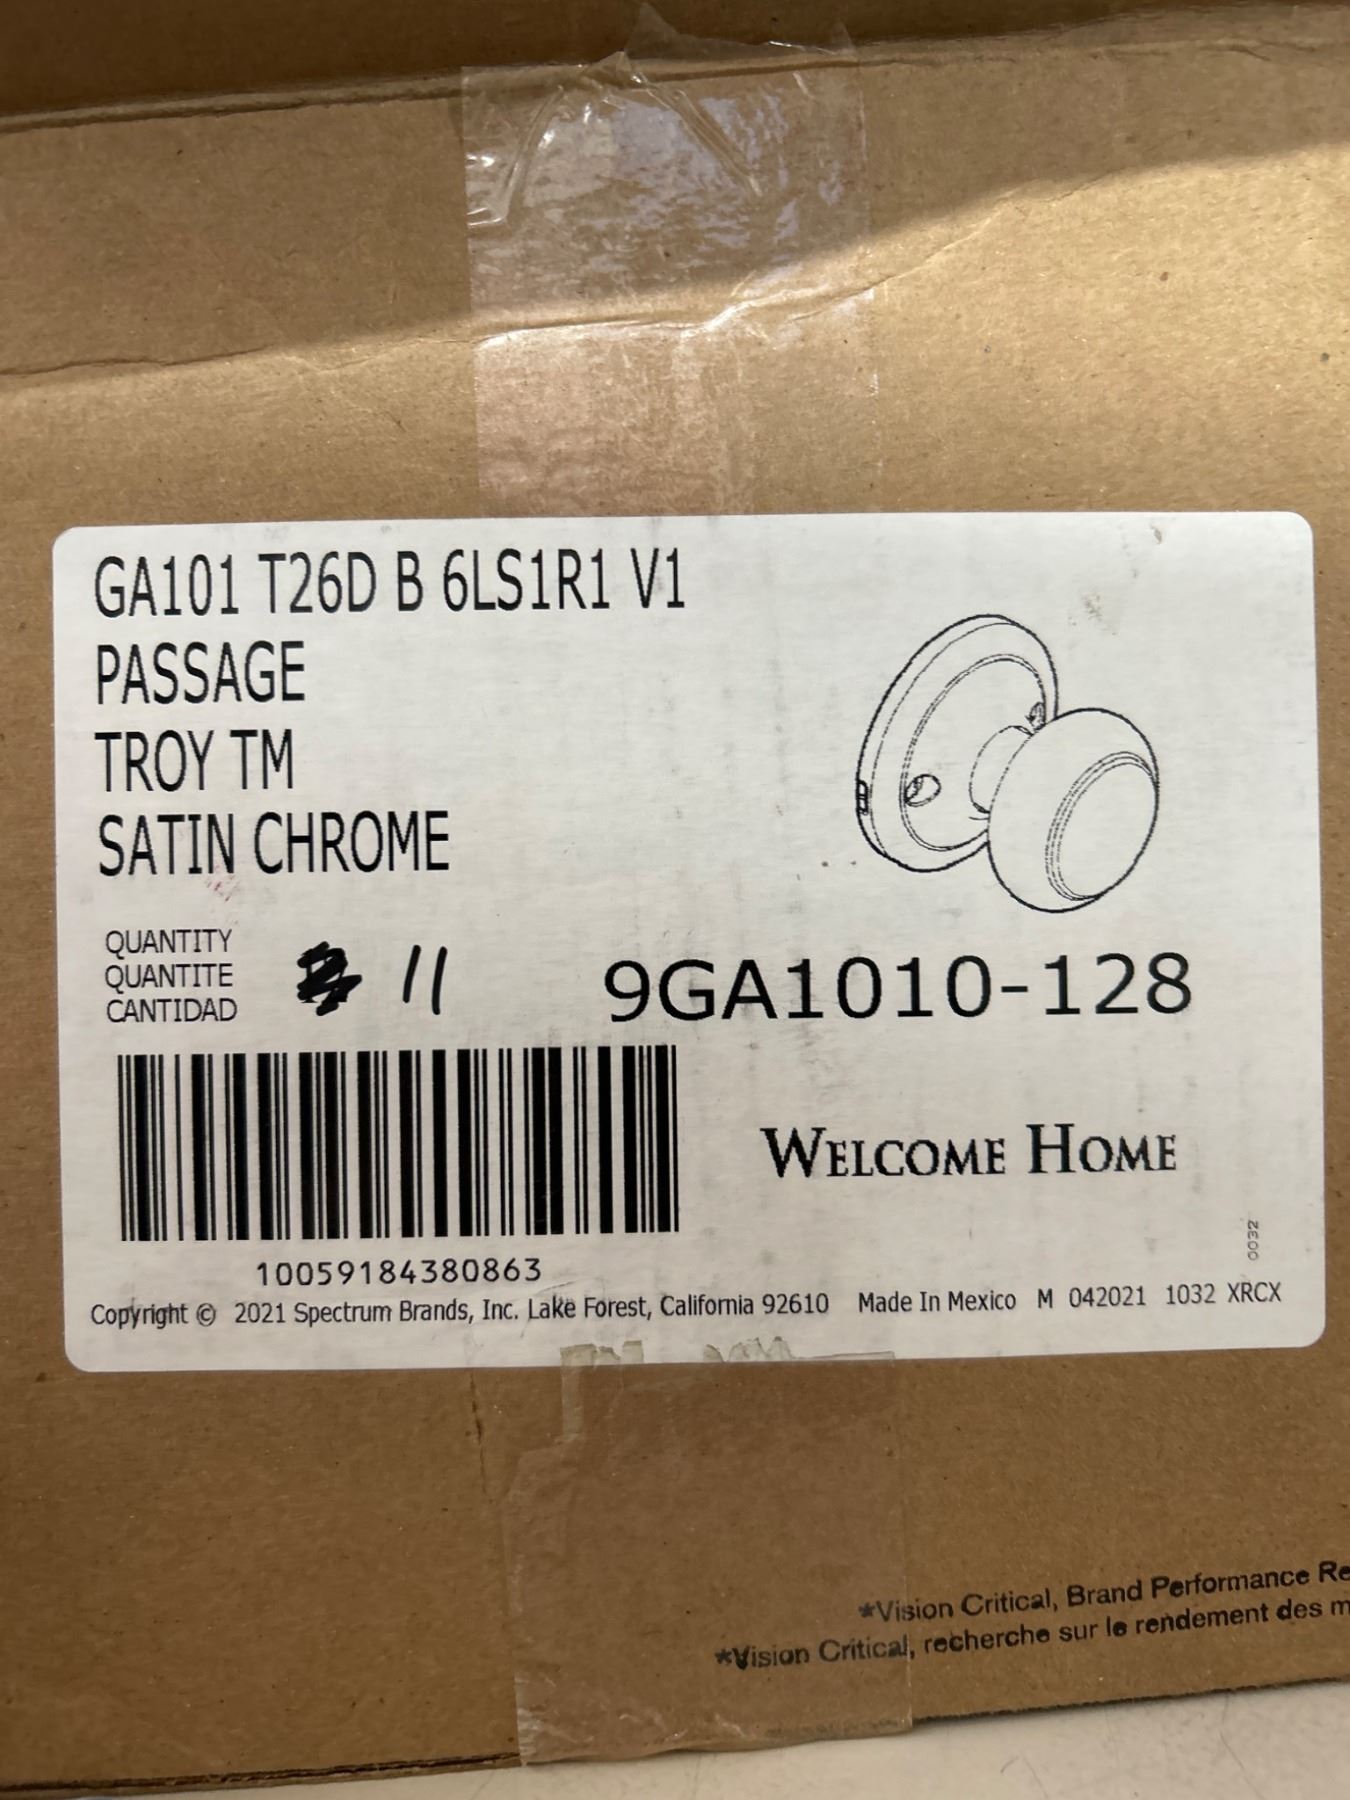 GA101 T26D B 6LS1R1 V1
PASSAGE
TROY TM
SATIN CHROME
QUANTITY
QUANTITE
CANTIDAD
11
9GA1010-128
WELCOME HOME
0032
10059184380863
Copyright © 2021 Spectrum Brands, Inc. Lake Forest, California 92610 Made In Mexico M 042021 1032 XRCX
*Vision Critical, Brand Performance Re
*Vision Critical, recherche sur le rendement des m